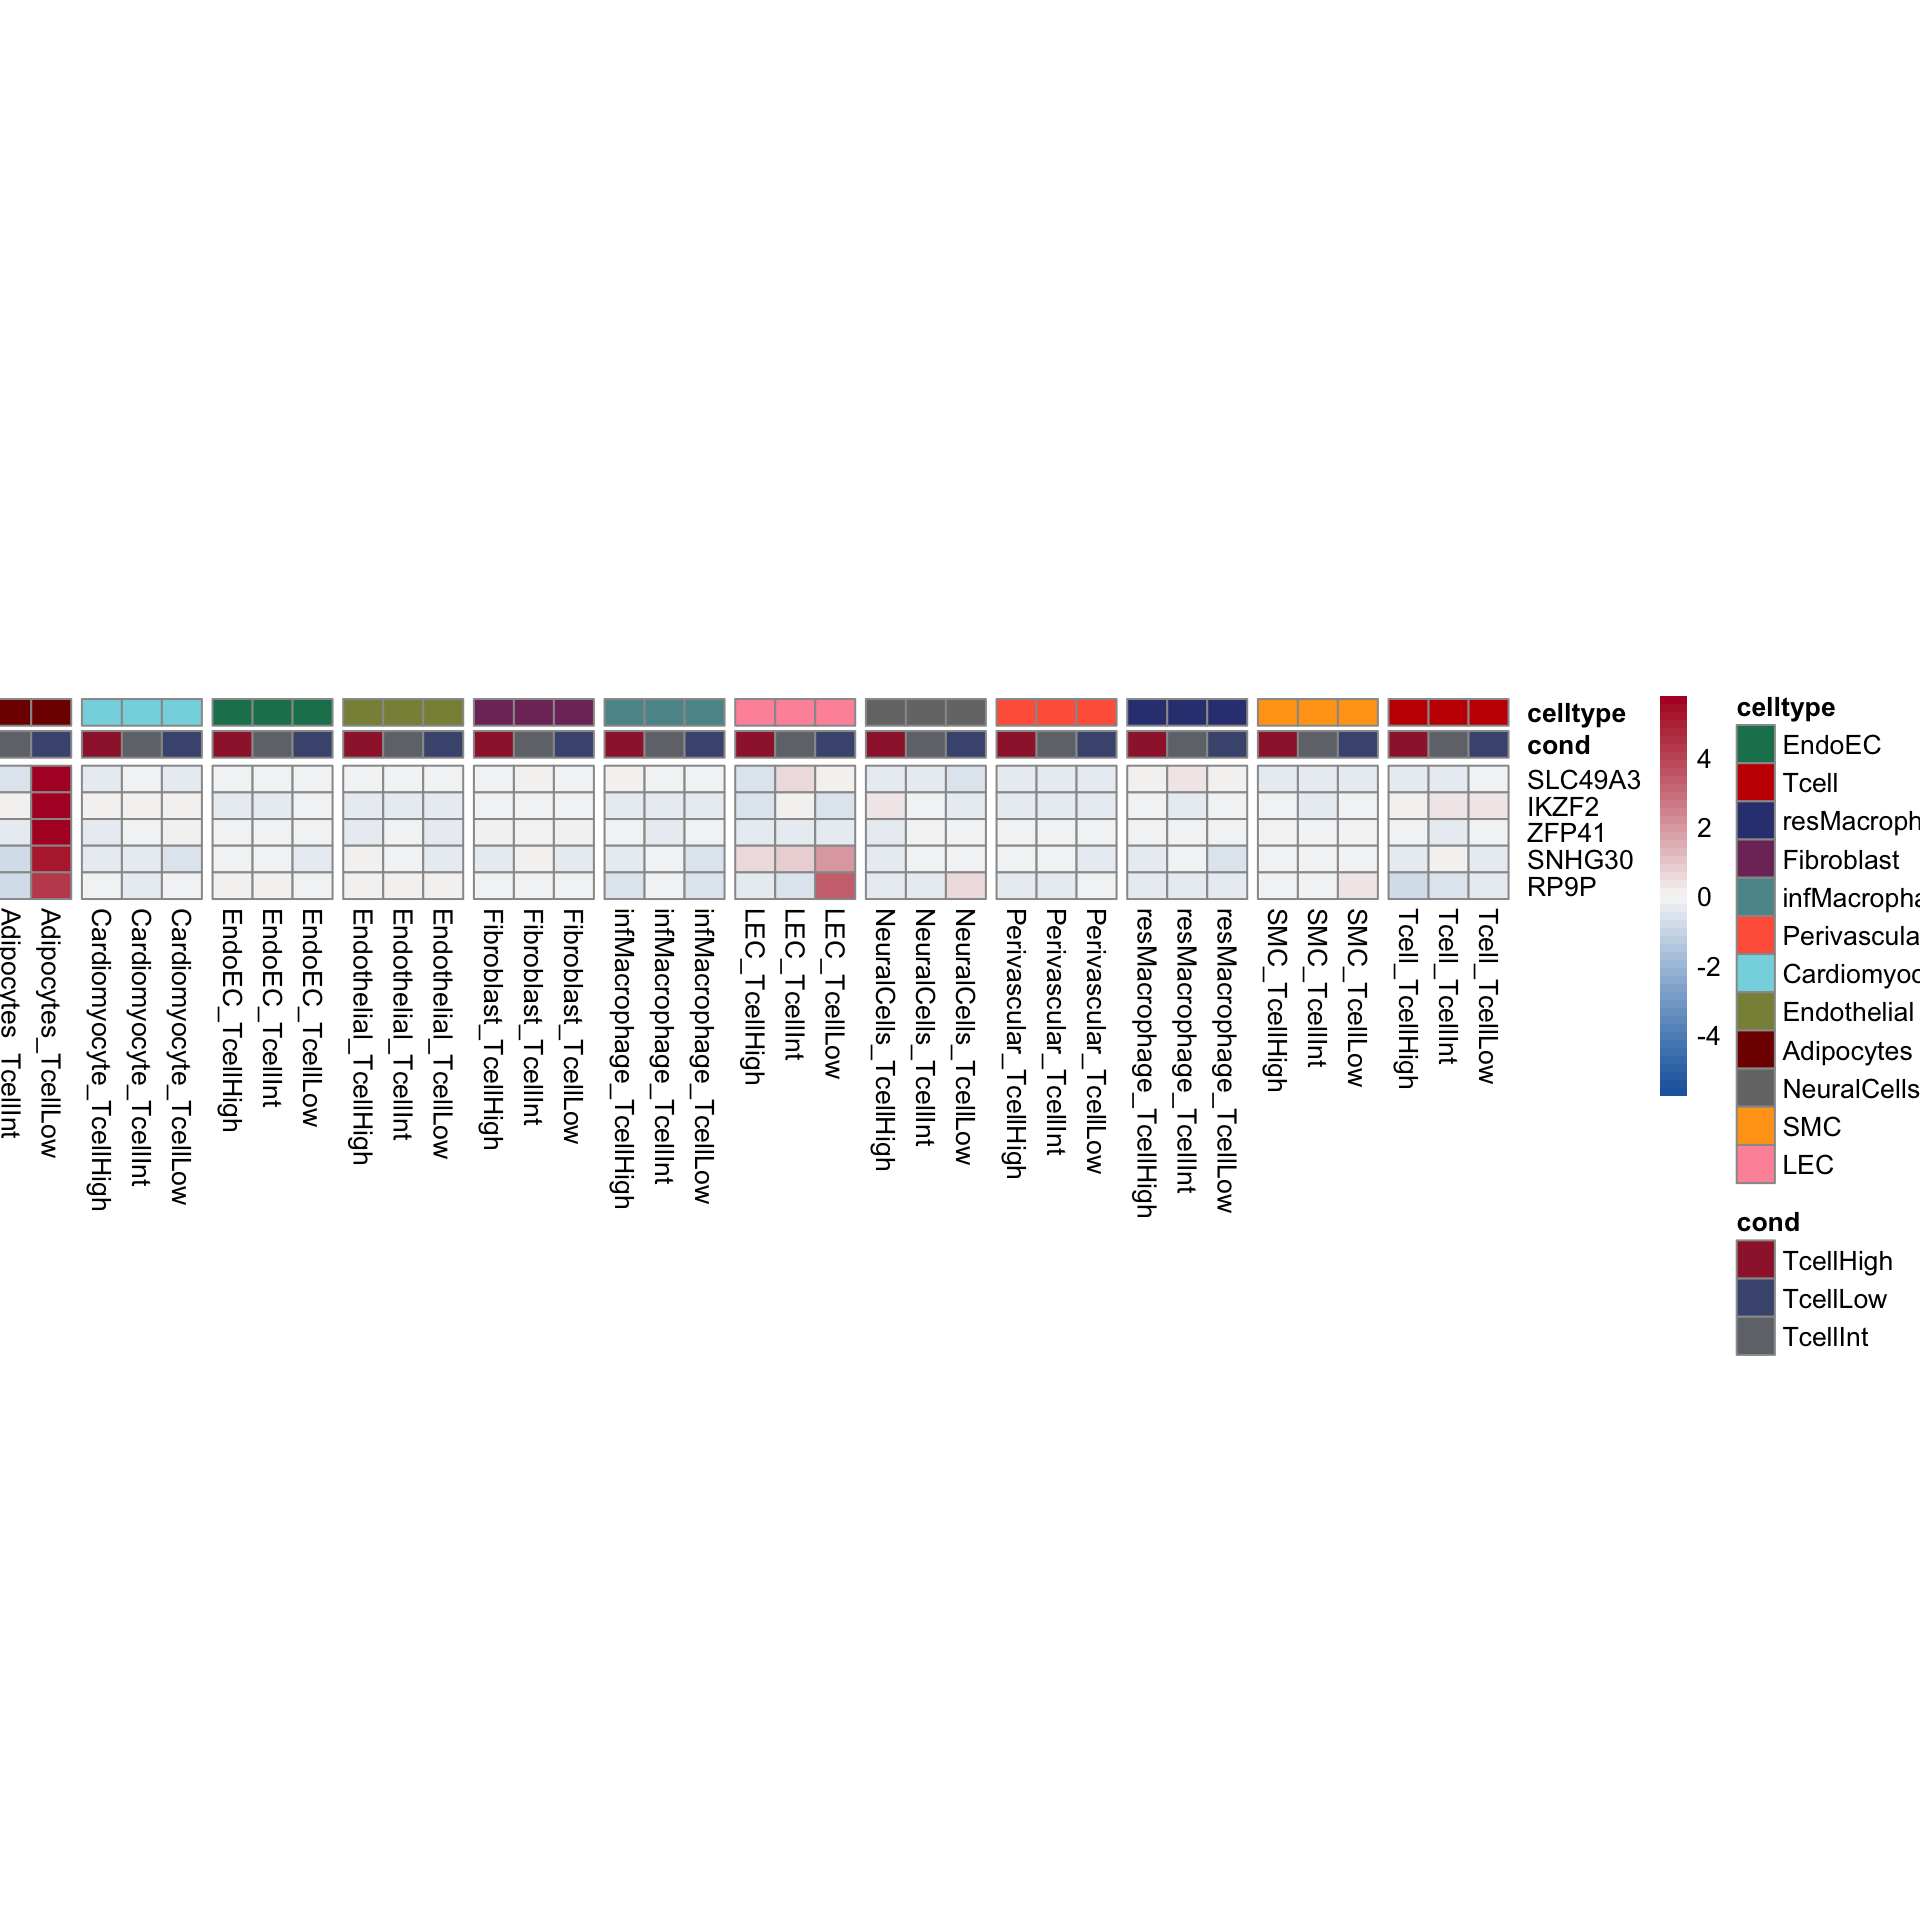 celltype
cond
SLC49A3
IKZF2
ZFP41
SNHG30
RP9P
Adipocytes_TcellInt
Adipocytes_TcellLow
Cardiomyocyte_TcellHigh
Cardiomyocyte_TcellInt
Cardiomyocyte_TcellLow
EndoEC_TcellHigh
EndoEC_TcellInt
EndoEC_TcellLow
Endothelial_TcellHigh
Endothelial_TcellInt
Endothelial_TcellLow
Fibroblast_TcellHigh
Fibroblast_TcellInt
Fibroblast_TcellLow
infMacrophage_TcellHigh
infMacrophage_TcellInt
infMacrophage_TcellLow
LEC_TcellHigh
LEC_TcellInt
LEC_TcellLow
NeuralCells_TcellHigh
NeuralCells_TcellInt
NeuralCells_TcellLow
Perivascular_TcellHigh
Perivascular_TcellInt
Perivascular_TcellLow
resMacrophage_TcellHigh
resMacrophage_TcellInt
resMacrophage_TcellLow
SMC_TcellHigh
SMC_TcellInt
SMC_TcellLow
Tcell_TcellHigh
Tcell_TcellInt
Tcell_TcellLow
4
2
0
-2
-4
celltype
EndoEC
Tcell
resMacroph
Fibroblast
infMacropha
Perivascula
Cardiomyoc
Endothelial
Adipocytes
NeuralCells
SMC
LEC
cond
TcellHigh
TcellLow
TcellInt